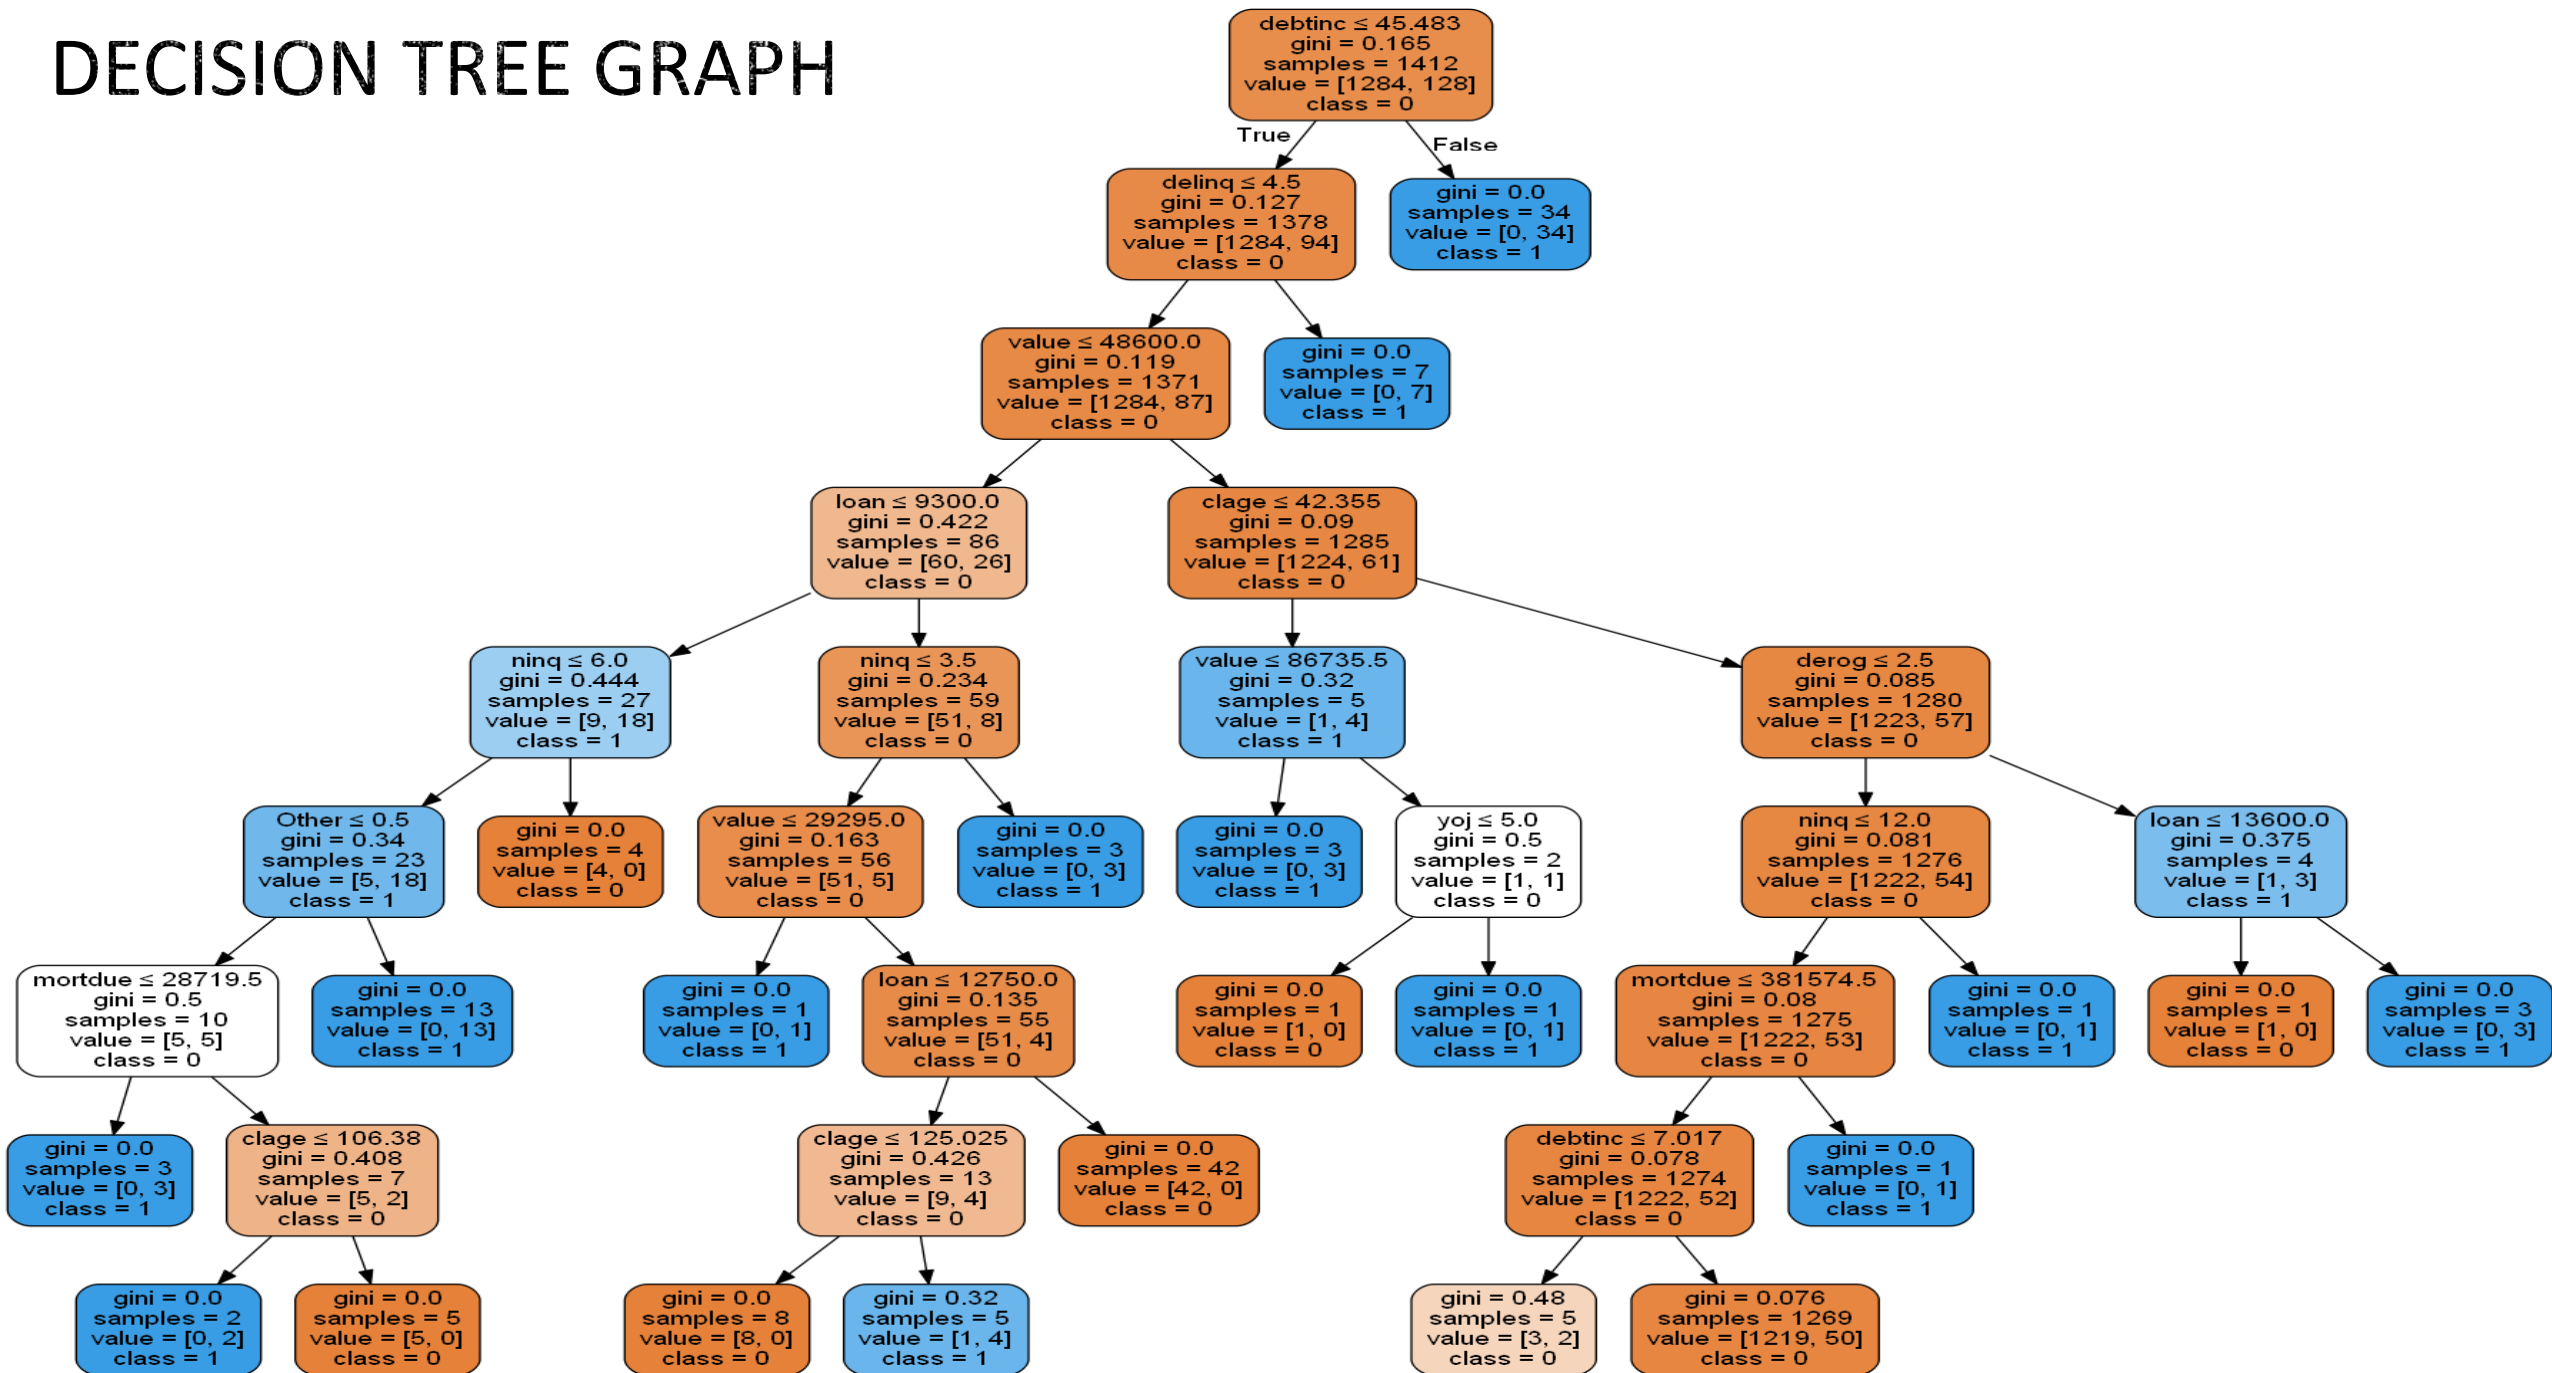 DECISION TREE GRAPH
debtinc ≤ 45.483
gini = 0.165
samples = 1412
value = [1284, 128]
class = 0
True
False
delinq ≤ 4.5
gini = 0.127
samples = 1378
value = [1284, 94]
class = 0
gini = 0.0
samples = 34
value = [0, 34]
class = 1
value ≤ 48600.0
gini = 0.119
samples = 1371
value = [1284, 87]
class = 0
gini = 0.0
samples = 7
value = [0, 7]
class = 1
loan ≤ 9300.0
gini = 0.422
samples = 86
value = [60, 26]
class = 0
clage ≤ 42.355
gini = 0.09
samples = 1285
value = [1224, 61]
class = 0
ninq ≤ 6.0
gini = 0.444
samples = 27
value = [9, 18]
class = 1
ninq ≤ 3.5
gini = 0.234
samples = 59
value = [51, 8]
class = 0
value ≤ 86735.5
gini = 0.32
samples = 5
value = [1, 4]
class = 1
derog ≤ 2.5
gini = 0.085
samples = 1280
value = [1223, 57]
class = 0
Other ≤ 0.5
gini = 0.34
samples = 23
value = [5, 18]
class = 1
gini = 0.0
samples = 4
value = [4, 0]
class = 0
value ≤ 29295.0
gini = 0.163
samples = 56
value = [51, 5]
class = 0
gini = 0.0
samples = 3
value = [0, 3]
class = 1
gini = 0.0
samples = 3
value = [0, 3]
class = 1
yoj ≤ 5.0
gini = 0.5
samples = 2
value = [1, 1]
class = 0
ninq ≤ 12.0
gini = 0.081
samples = 1276
value = [1222, 54]
class = 0
loan ≤ 13600.0
gini = 0.375
samples = 4
value = [1, 3]
class = 1
mortdue ≤ 28719.5
gini = 0.5
samples = 10
value = [5, 5]
class = 0
gini = 0.0
samples = 13
value = [0, 13]
class = 1
gini = 0.0
samples = 1
value = [0, 1]
class = 1
loan ≤ 12750.0
gini = 0.135
samples = 55
value = [51, 4]
class = 0
gini = 0.0
samples = 1
value = [1, 0]
class = 0
gini = 0.0
samples = 1
value = [0, 1]
class = 1
mortdue ≤ 381574.5
gini = 0.08
samples = 1275
value = [1222, 53]
class = 0
gini = 0.0
samples = 1
value = [0, 1]
class = 1
gini = 0.0
samples = 1
value = [1, 0]
class = 0
gini = 0.0
samples = 3
value = [0, 3]
class = 1
gini = 0.0
samples = 3
value = [0, 3]
class = 1
clage ≤ 106.38
gini = 0.408
samples = 7
value = [5, 2]
class = 0
clage ≤ 125.025
gini = 0.426
samples = 13
value = [9, 4]
class = 0
gini = 0.0
samples = 42
value = [42, 0]
class = 0
debtinc ≤ 7.017
gini = 0.078
samples = 1274
value = [1222, 52]
class = 0
gini = 0.0
samples = 1
value = [0, 1]
class = 1
gini = 0.0
samples = 2
value = [0, 2]
class = 1
gini = 0.0
samples = 5
value = [5, 0]
class = 0
gini = 0.0
samples = 8
value = [8, 0]
class = 0
gini = 0.32
samples = 5
value = [1, 4]
class = 1
gini = 0.48
samples = 5
value = [3, 2]
class = 0
gini = 0.076
samples = 1269
value = [1219, 50]
class = 0